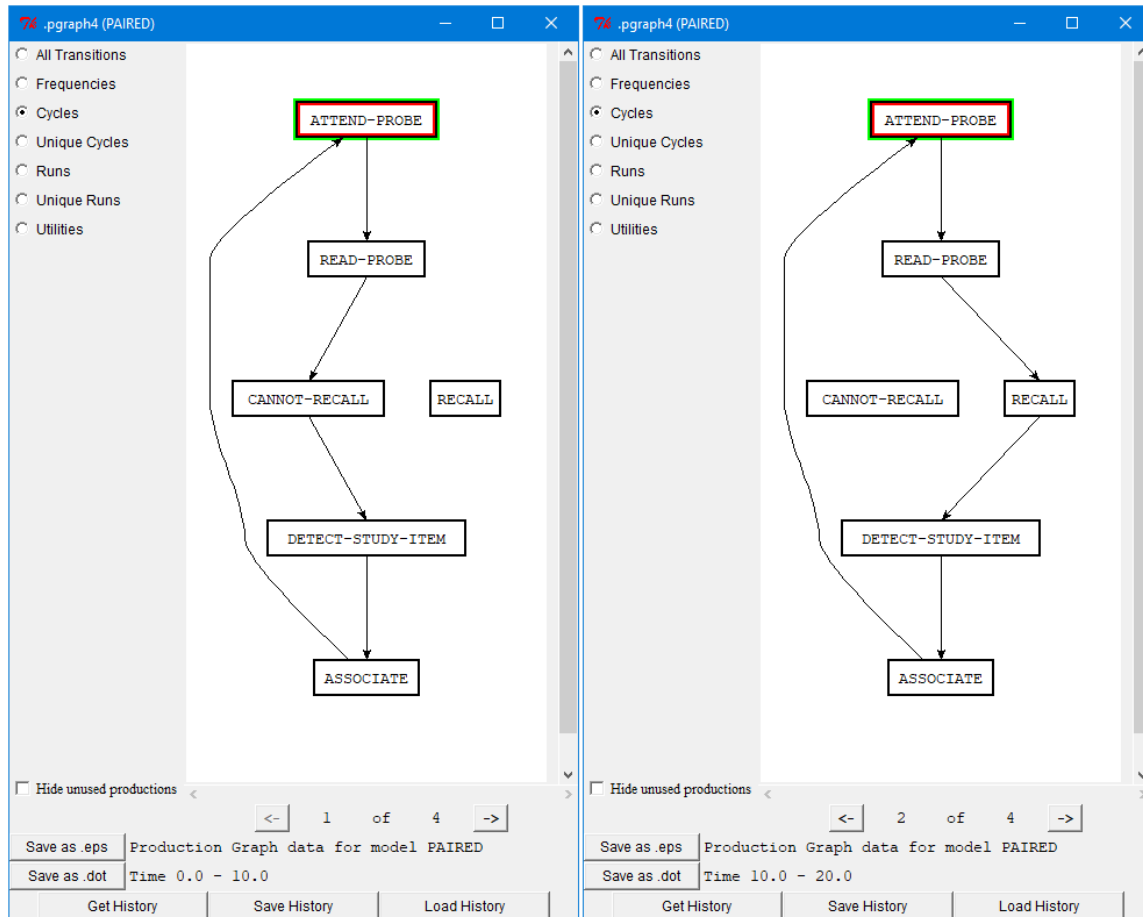 .pgraph4 (PAIRED)
All Transitions
Frequencies
Cycles
Unique Cycles
Runs
Unique Runs
Utilities
ATTEND-PROBE
READ-PROBE
CANNOT-RECALL RECALL
DETECT-STUDY-ITEM
ASSOCIATE
Hide unused productions
<- 1 of 4 ->
Save as .eps Production Graph data for model PAIRED
Save as .dot Time 0.0 - 10.0
Get History Save History Load History
.pgraph4 (PAIRED)
All Transitions
Frequencies
Cycles
Unique Cycles
Runs
Unique Runs
Utilities
ATTEND-PROBE
READ-PROBE
CANNOT-RECALL RECALL
DETECT-STUDY-ITEM
ASSOCIATE
Hide unused productions
<- 2 of 4 ->
Save as .eps Production Graph data for model PAIRED
Save as .dot Time 10.0 - 20.0
Get History Save History Load History